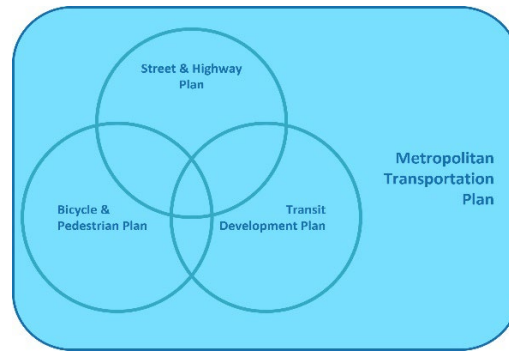 Street & Highway
Plan
Metropolitan
Transportation
Plan
Bicycle &
Pedestrian Plan
Transit
Development Plan